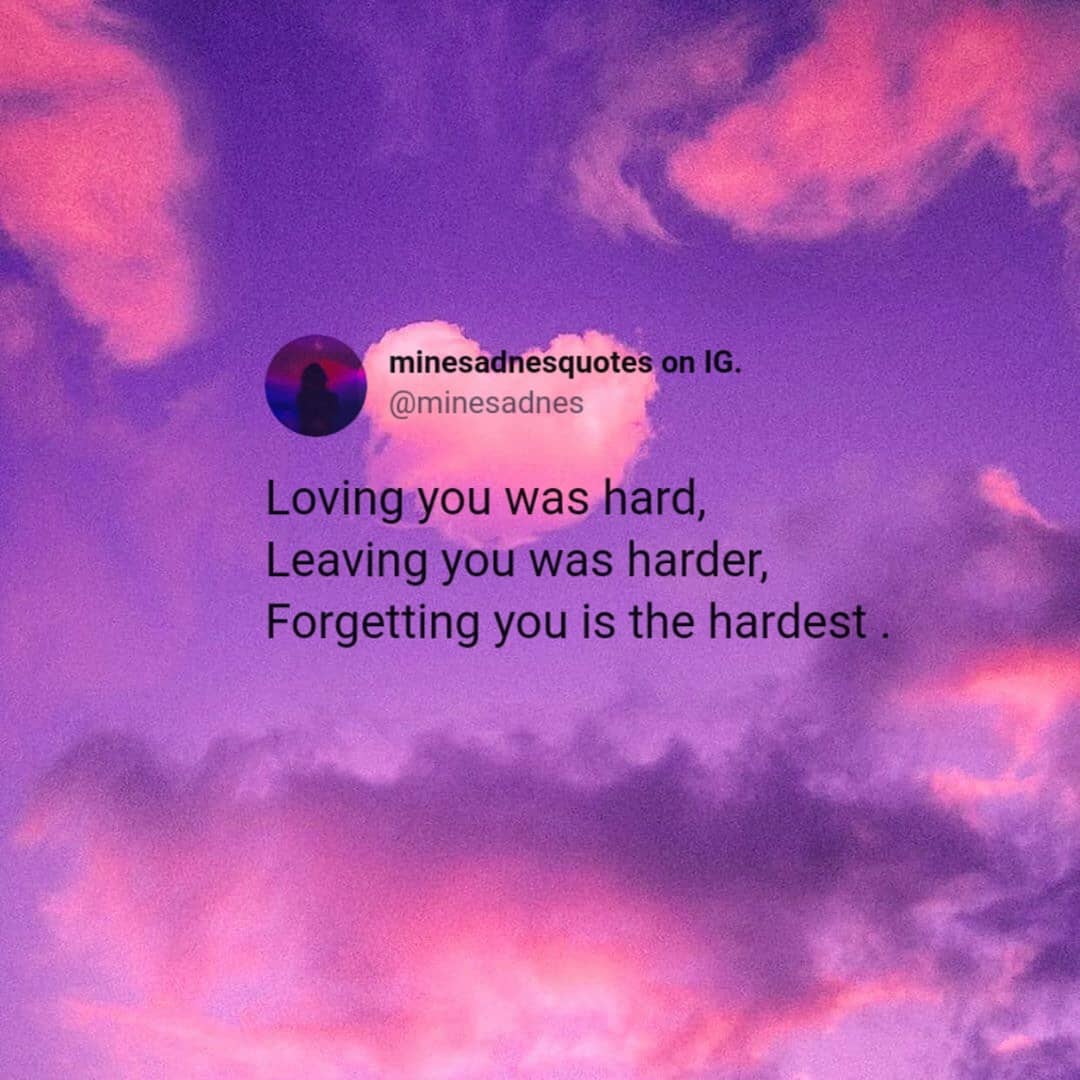 minesadnesquotes on IG.
@minesadnes
Loving you was hard,
Leaving you was harder,
Forgetting you is the hardest .